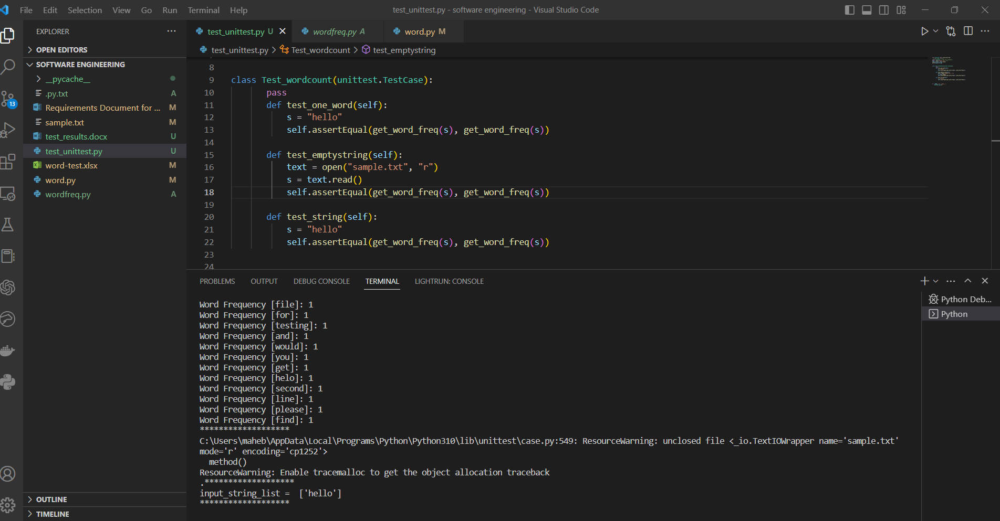 File Edit Selection View Go Run Terminal Help
test_unittest.py - software engineering - Visual Studio Code
EXPLORER
OPEN EDITORS
SOFTWARE ENGINEERING
__pycache__
.py.txt A
Requirements Document for ... M
sample.txt M
test_results.docx U
test_unittest.py U
word-test.xlsx M
word.py M
wordfreq.py A
13
OUTLINE
TIMELINE
test_unittest.py U
wordfreq.py A
word.py M
test_unittest.py > Test_wordcount > test_emptystring
8
9 class Test_wordcount(unittest.TestCase):
10 pass
11 def test_one_word(self):
12 s = "hello"
13 self.assertEqual(get_word_freq(s), get_word_freq(s))
14
15 def test_emptystring(self):
16 text = open("sample.txt", "r")
17 s = text.read()
18 self.assertEqual(get_word_freq(s), get_word_freq(s))
19
20 def test_string(self):
21 s = "hello"
22 self.assertEqual(get_word_freq(s), get_word_freq(s))
23
24
PROBLEMS OUTPUT DEBUG CONSOLE TERMINAL LIGHTRUN: CONSOLE
Python Deb...
Python
Word Frequency [file]: 1
Word Frequency [for]: 1
Word Frequency [testing]: 1
Word Frequency [and]: 1
Word Frequency [would]: 1
Word Frequency [you]: 1
Word Frequency [get]: 1
Word Frequency [helo]: 1
Word Frequency [second]: 1
Word Frequency [line]: 1
Word Frequency [please]: 1
Word Frequency [find]: 1
*******************
C:\Users\maheb\AppData\Local\Programs\Python\Python310\lib\unittest\case.py:549: ResourceWarning: unclosed file <_io.TextIOWrapper name='sample.txt'
mode='r' encoding='cp1252'>
method()
ResourceWarning: Enable tracemalloc to get the object allocation traceback
.*******************
input_string_list =  ['hello']
*******************